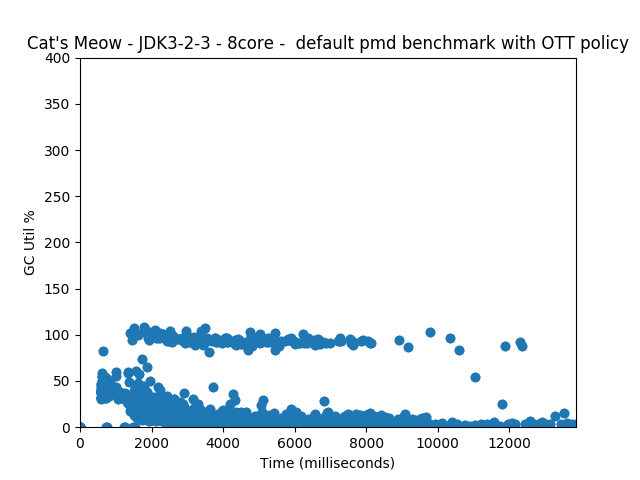 Cat's Meow - JDK3-2-3 - 8core -  default pmd benchmark with OTT policy
400
350
300
250
200
150
100
50
0
GC Util %
0 2000 4000 6000 8000 10000 12000
Time (milliseconds)